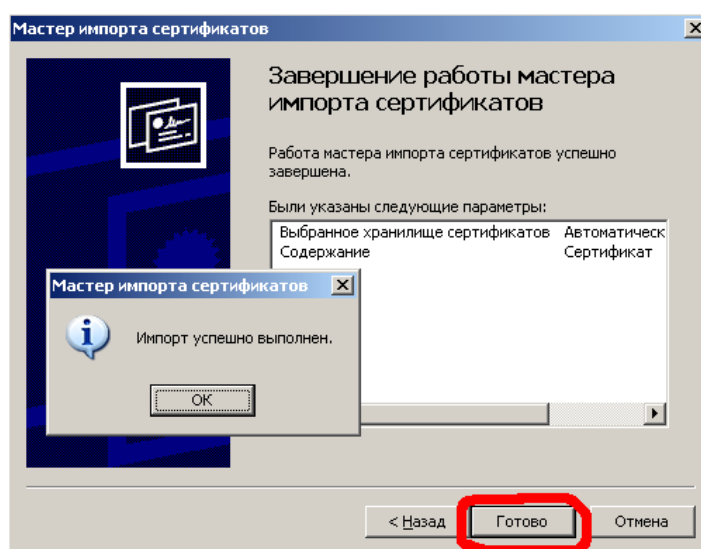 Мастер импорта сертификатов
Завершение работы мастера
импорта сертификатов
Работа мастера импорта сертификатов успешно
завершена.
Были указаны следующие параметры:
Выбранное хранилище сертификатов Автоматическ
Содержание Сертификат
Мастер импорта сертификатов
Импорт успешно выполнен.
OK
< Назад Готово Отмена